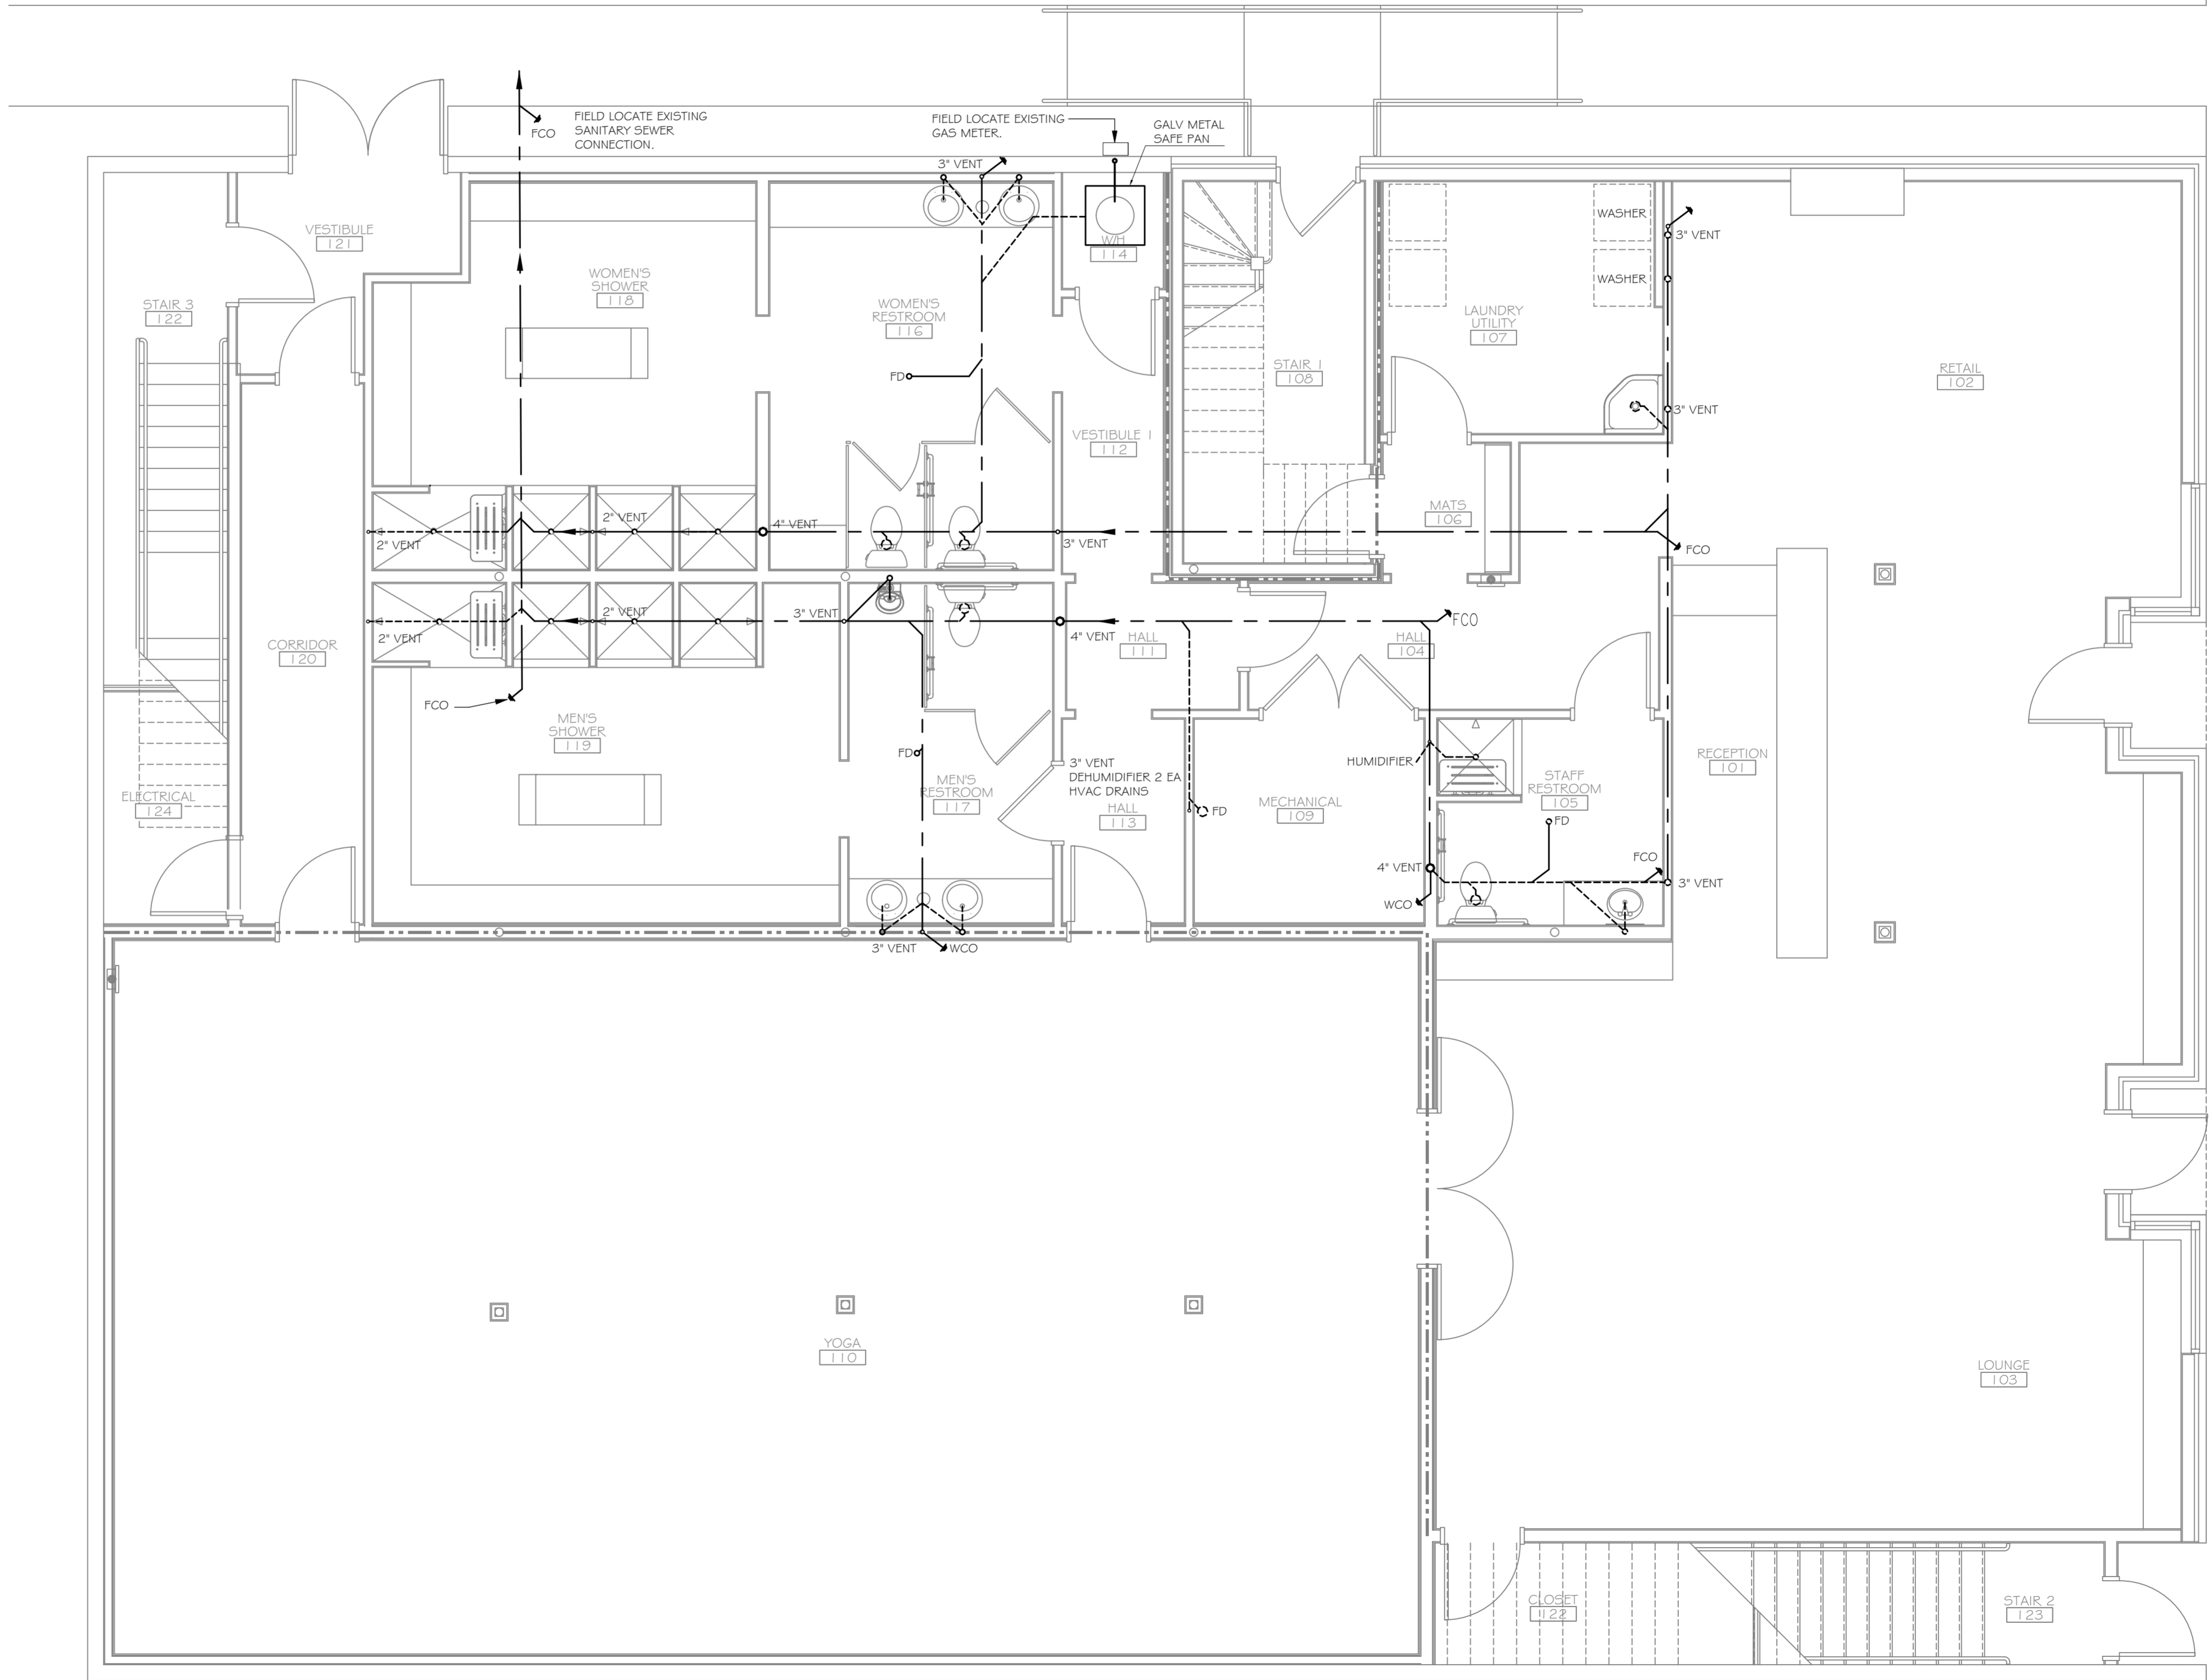 FIELD LOCATE EXISTING
SANITARY SEWER
CONNECTION.
FCO
FIELD LOCATE EXISTING
GAS METER.
GALV METAL
SAFE PAN
3" VENT
VESTIBULE
121
STAIR 3
122
WOMEN'S
SHOWER
118
WOMEN'S
RESTROOM
116
W/H
114
WASHER
3" VENT
WASHER
LAUNDRY
UTILITY
107
RETAIL
102
STAIR 1
108
FD
3" VENT
VESTIBULE 1
112
MATS
106
2" VENT
4" VENT
2" VENT
3" VENT
FCO
2" VENT
3" VENT
2" VENT
4" VENT
HALL
111
HALL
104
FCO
CORRIDOR
120
FCO
MEN'S
SHOWER
119
FD
3" VENT
DEHUMIDIFIER 2 EA
HVAC DRAINS
HUMIDIFIER
RECEPTION
101
ELECTRICAL
124
MEN'S
RESTROOM
117
HALL
113
FD
MECHANICAL
109
STAFF
RESTROOM
105
FD
FCO
4" VENT
3" VENT
WCO
3" VENT
WCO
YOGA
110
LOUNGE
103
CLOSET
122
STAIR 2
123